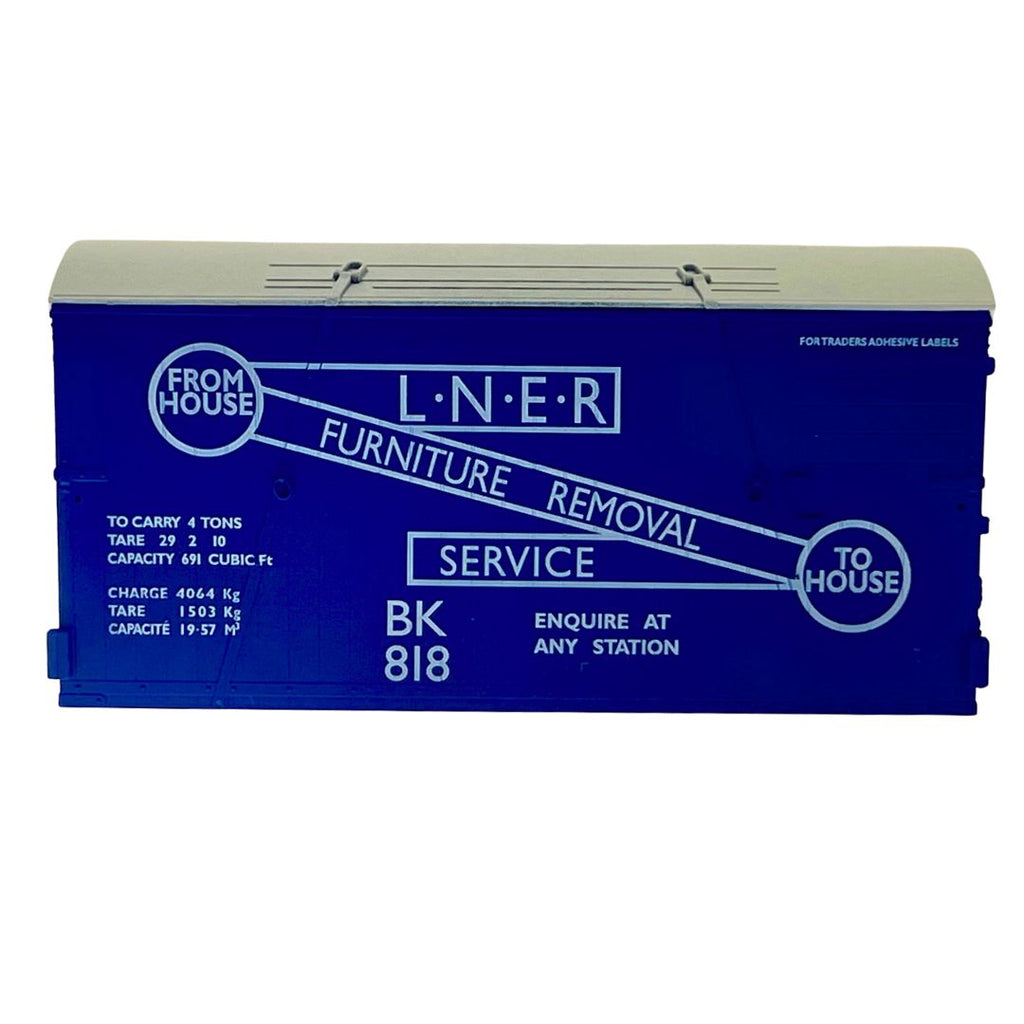 FOR TRADERS ADHESIVE LABELS
FROM
HOUSE
L·N·E·R
FURNITURE REMOVAL
SERVICE
TO
HOUSE
TO CARRY 4 TONS
TARE 29 2 10
CAPACITY 691 CUBIC Ft
CHARGE 4064 Kg
TARE 1503 Kg
CAPACITÉ 19·57 M³
BK
818
ENQUIRE AT
ANY STATION